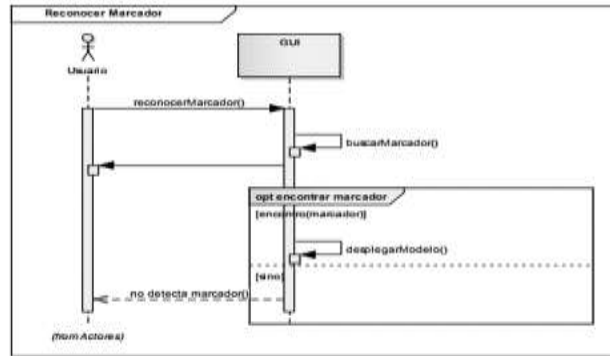 Reconocer Marcador
GUI
Usuario
reconocerMarcador()
buscarMarcador()
opt encontrar marcador
[encontro(marcador)]
desplegarModelo()
[sino]
no detecta marcador()
(from Actores)